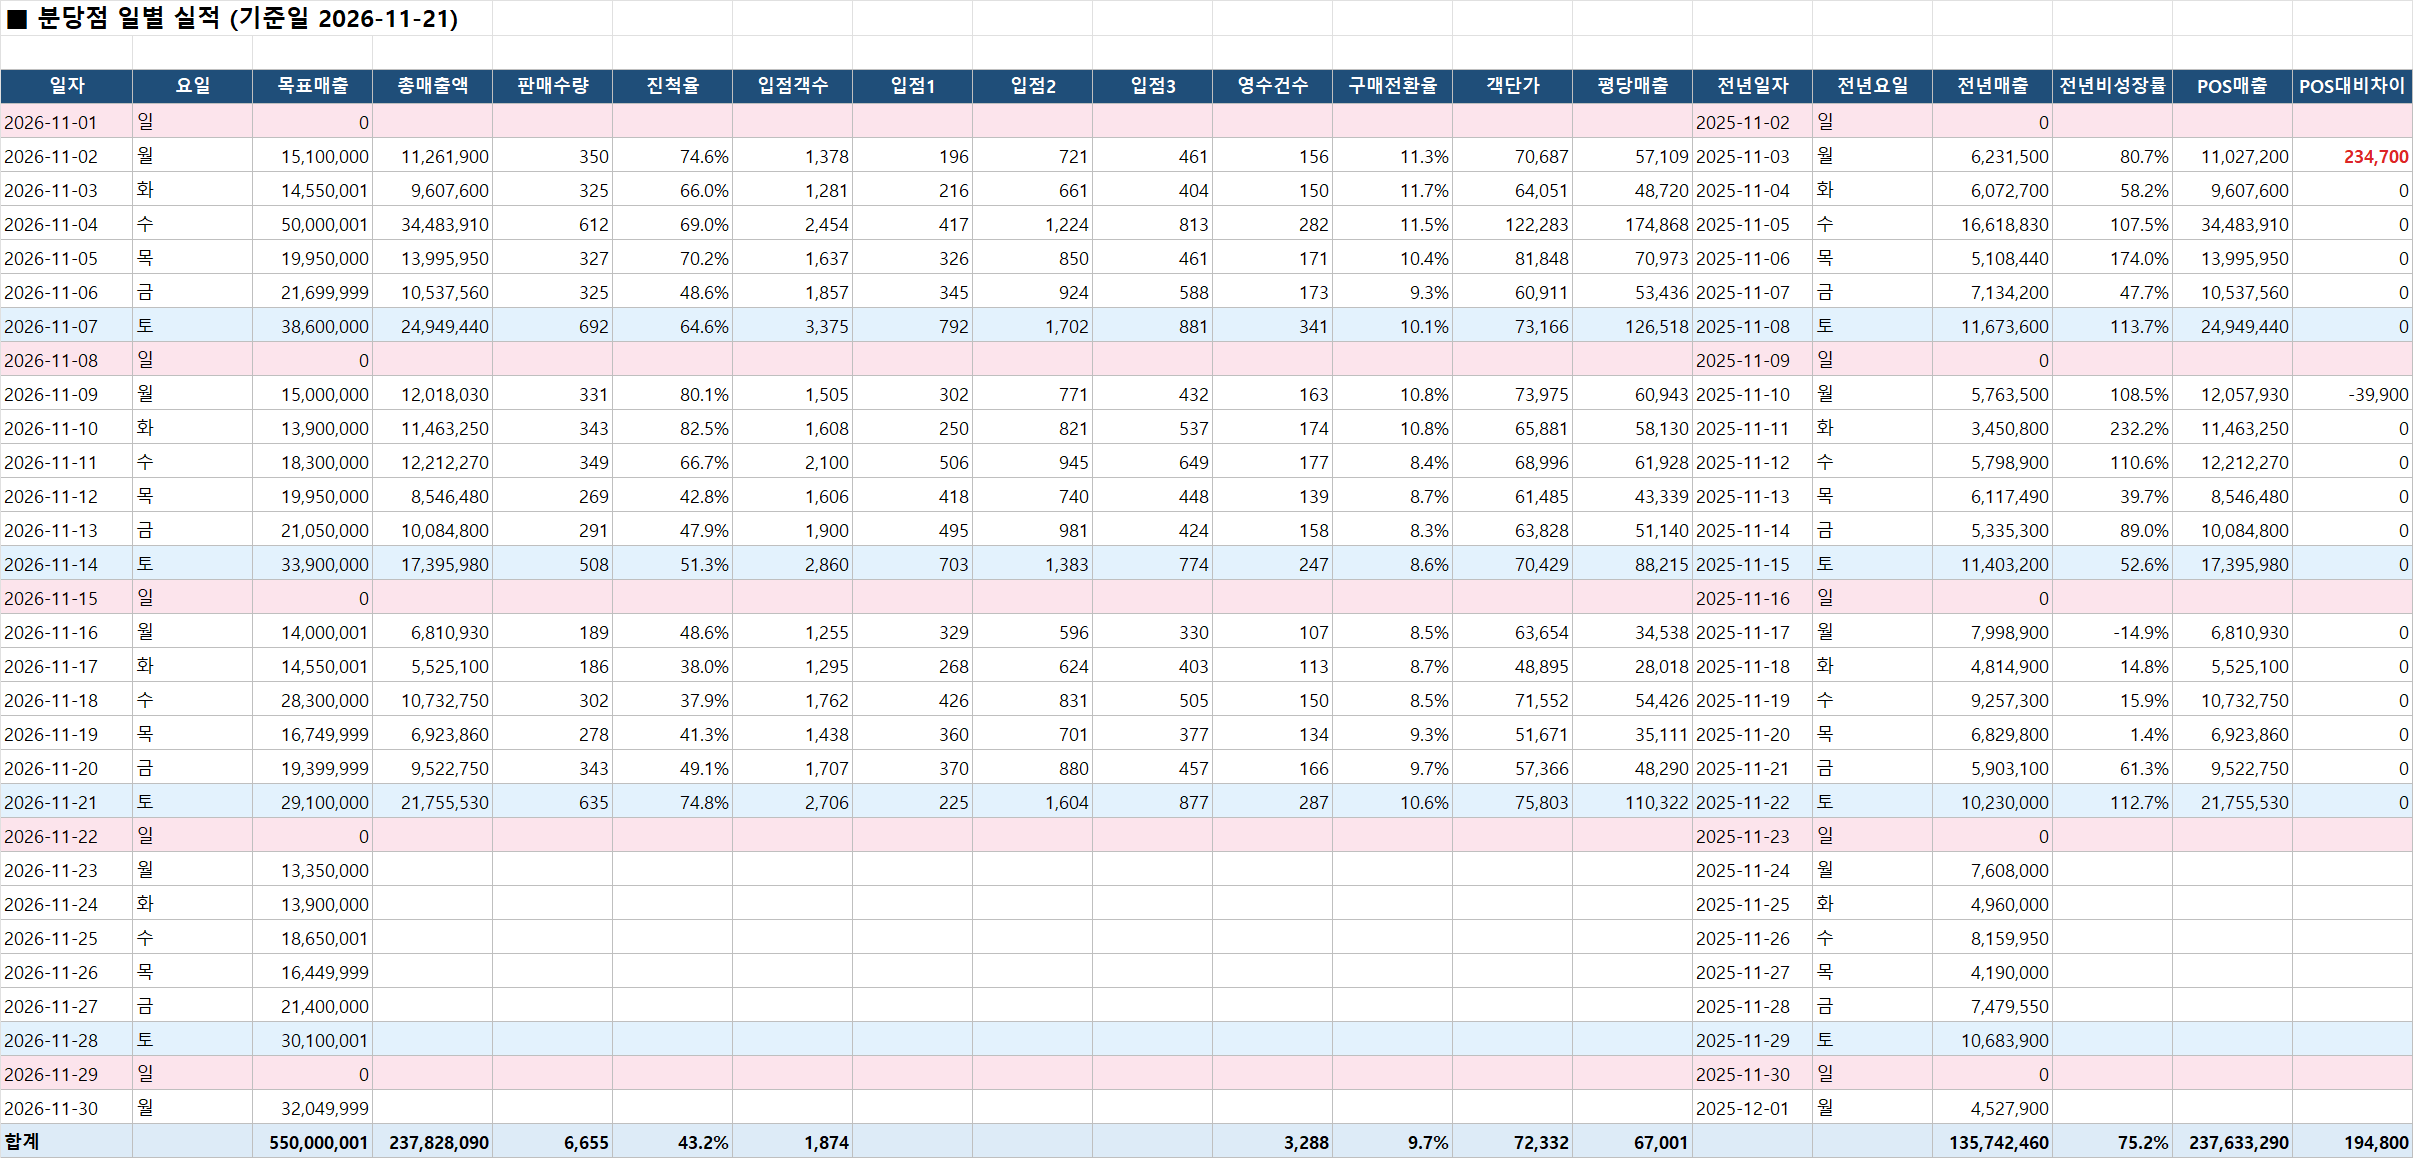 ■ 분당점 일별 실적 (기준일 2026-11-21)
일자 요일 목표매출 총매출액 판매수량 진척율 입점객수 입점1 입점2 입점3 영수건수 구매전환율 객단가 평당매출 전년일자 전년요일 전년매출 전년비성장률 POS매출 POS대비차이
2026-11-01 일 0 2025-11-02 일 0
2026-11-02 월 15,100,000 11,261,900 350 74.6% 1,378 196 721 461 156 11.3% 70,687 57,109 2025-11-03 월 6,231,500 80.7% 11,027,200 234,700
2026-11-03 화 14,550,001 9,607,600 325 66.0% 1,281 216 661 404 150 11.7% 64,051 48,720 2025-11-04 화 6,072,700 58.2% 9,607,600 0
2026-11-04 수 50,000,001 34,483,910 612 69.0% 2,454 417 1,224 813 282 11.5% 122,283 174,868 2025-11-05 수 16,618,830 107.5% 34,483,910 0
2026-11-05 목 19,950,000 13,995,950 327 70.2% 1,637 326 850 461 171 10.4% 81,848 70,973 2025-11-06 목 5,108,440 174.0% 13,995,950 0
2026-11-06 금 21,699,999 10,537,560 325 48.6% 1,857 345 924 588 173 9.3% 60,911 53,436 2025-11-07 금 7,134,200 47.7% 10,537,560 0
2026-11-07 토 38,600,000 24,949,440 692 64.6% 3,375 792 1,702 881 341 10.1% 73,166 126,518 2025-11-08 토 11,673,600 113.7% 24,949,440 0
2026-11-08 일 0 2025-11-09 일 0
2026-11-09 월 15,000,000 12,018,030 331 80.1% 1,505 302 771 432 163 10.8% 73,975 60,943 2025-11-10 월 5,763,500 108.5% 12,057,930 -39,900
2026-11-10 화 13,900,000 11,463,250 343 82.5% 1,608 250 821 537 174 10.8% 65,881 58,130 2025-11-11 화 3,450,800 232.2% 11,463,250 0
2026-11-11 수 18,300,000 12,212,270 349 66.7% 2,100 506 945 649 177 8.4% 68,996 61,928 2025-11-12 수 5,798,900 110.6% 12,212,270 0
2026-11-12 목 19,950,000 8,546,480 269 42.8% 1,606 418 740 448 139 8.7% 61,485 43,339 2025-11-13 목 6,117,490 39.7% 8,546,480 0
2026-11-13 금 21,050,000 10,084,800 291 47.9% 1,900 495 981 424 158 8.3% 63,828 51,140 2025-11-14 금 5,335,300 89.0% 10,084,800 0
2026-11-14 토 33,900,000 17,395,980 508 51.3% 2,860 703 1,383 774 247 8.6% 70,429 88,215 2025-11-15 토 11,403,200 52.6% 17,395,980 0
2026-11-15 일 0 2025-11-16 일 0
2026-11-16 월 14,000,001 6,810,930 189 48.6% 1,255 329 596 330 107 8.5% 63,654 34,538 2025-11-17 월 7,998,900 -14.9% 6,810,930 0
2026-11-17 화 14,550,001 5,525,100 186 38.0% 1,295 268 624 403 113 8.7% 48,895 28,018 2025-11-18 화 4,814,900 14.8% 5,525,100 0
2026-11-18 수 28,300,000 10,732,750 302 37.9% 1,762 426 831 505 150 8.5% 71,552 54,426 2025-11-19 수 9,257,300 15.9% 10,732,750 0
2026-11-19 목 16,749,999 6,923,860 278 41.3% 1,438 360 701 377 134 9.3% 51,671 35,111 2025-11-20 목 6,829,800 1.4% 6,923,860 0
2026-11-20 금 19,399,999 9,522,750 343 49.1% 1,707 370 880 457 166 9.7% 57,366 48,290 2025-11-21 금 5,903,100 61.3% 9,522,750 0
2026-11-21 토 29,100,000 21,755,530 635 74.8% 2,706 225 1,604 877 287 10.6% 75,803 110,322 2025-11-22 토 10,230,000 112.7% 21,755,530 0
2026-11-22 일 0 2025-11-23 일 0
2026-11-23 월 13,350,000 2025-11-24 월 7,608,000
2026-11-24 화 13,900,000 2025-11-25 화 4,960,000
2026-11-25 수 18,650,001 2025-11-26 수 8,159,950
2026-11-26 목 16,449,999 2025-11-27 목 4,190,000
2026-11-27 금 21,400,000 2025-11-28 금 7,479,550
2026-11-28 토 30,100,001 2025-11-29 토 10,683,900
2026-11-29 일 0 2025-11-30 일 0
2026-11-30 월 32,049,999 2025-12-01 월 4,527,900
합계 550,000,001 237,828,090 6,655 43.2% 1,874 3,288 9.7% 72,332 67,001 135,742,460 75.2% 237,633,290 194,800